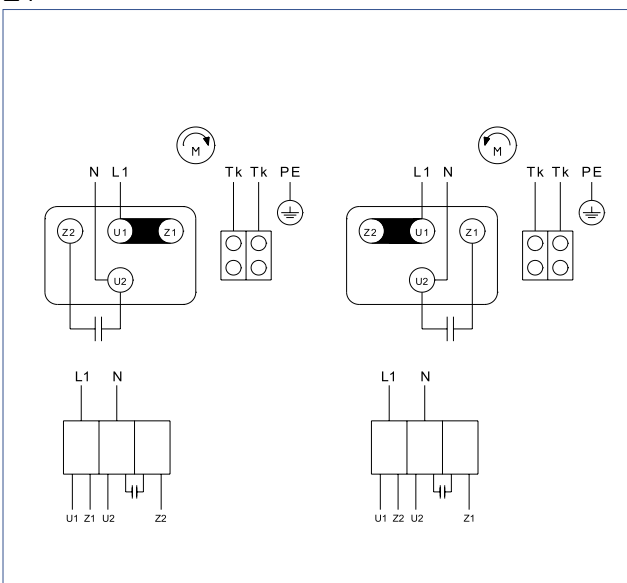 M M
N L1 Tk Tk PE L1 N Tk Tk PE
Z2 U1 Z1 Z2 U1 Z1
U2 U2
L1 N L1 N
U1 Z1 U2 Z2 U1 Z2 U2 Z1